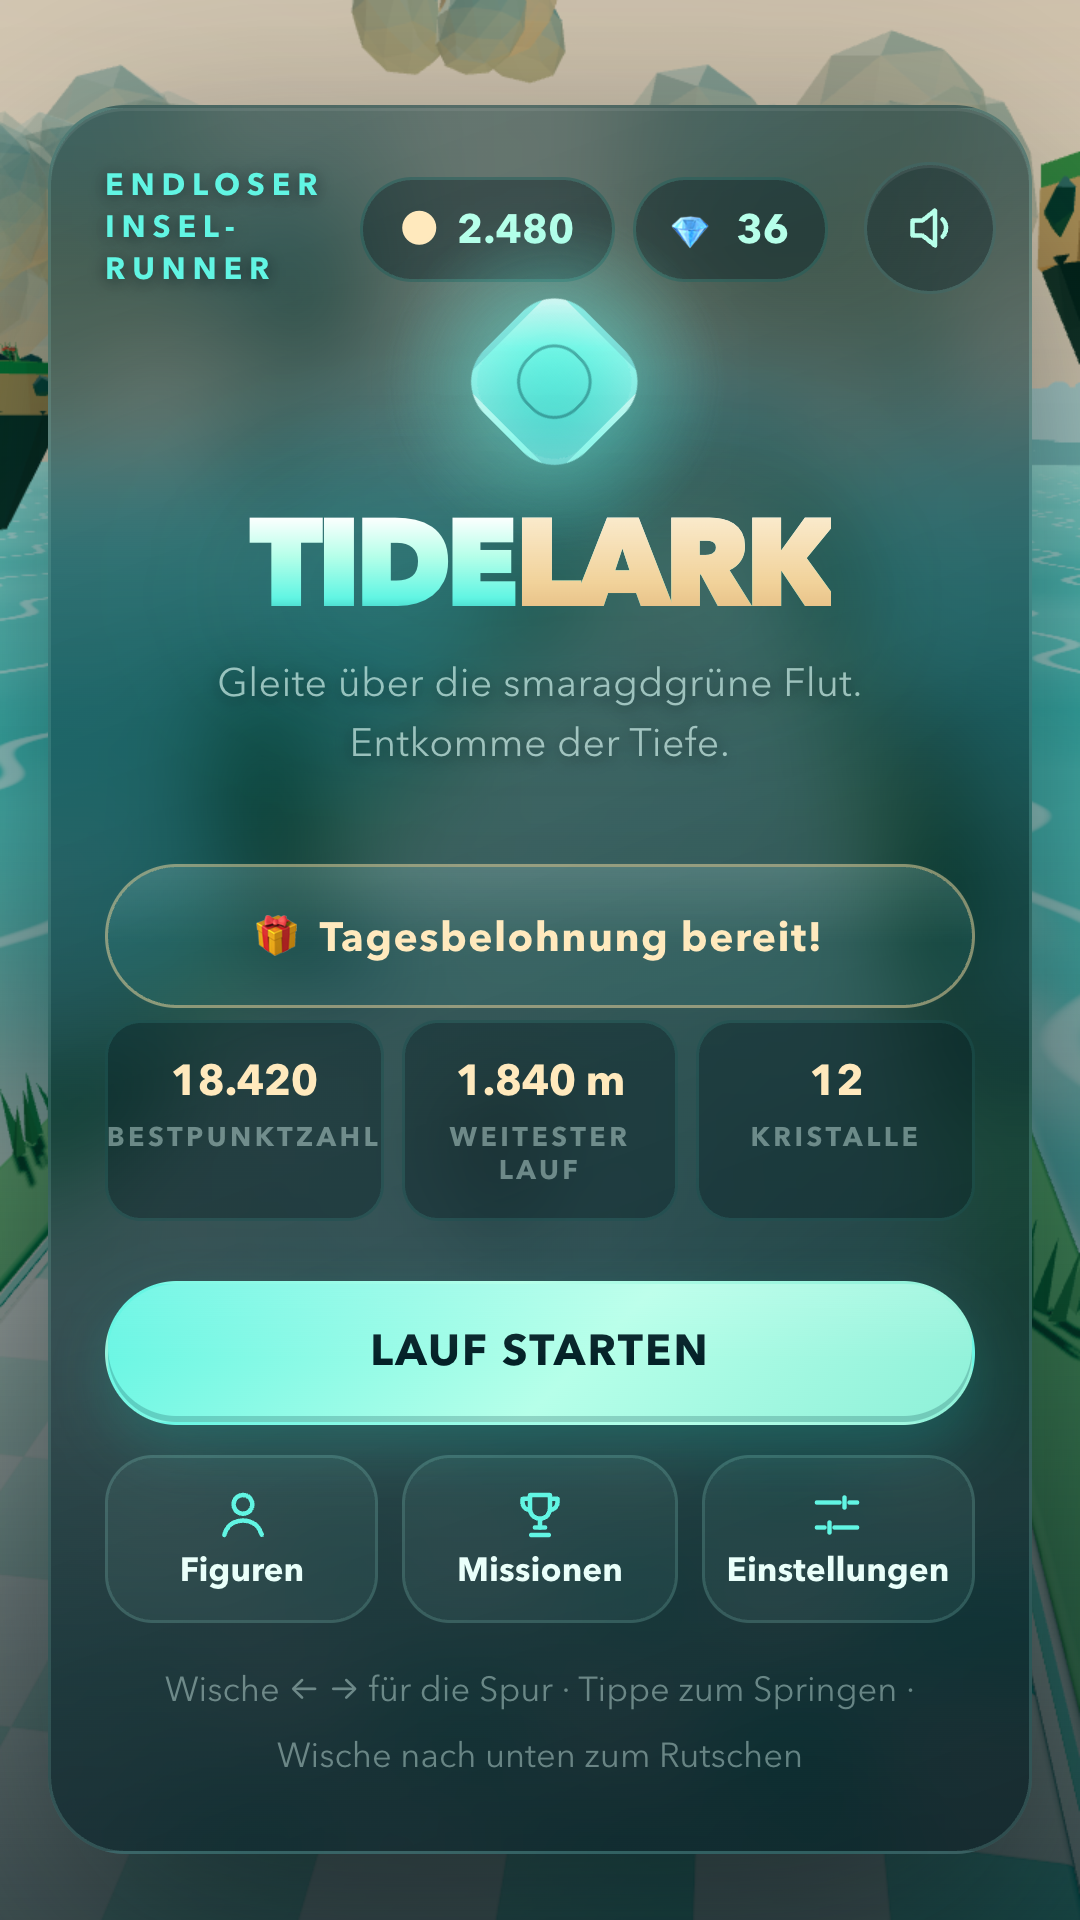 ENDLOSER
INSEL-
RUNNER
2.480
36
TIDELARK
Gleite über die smaragdgrüne Flut.
Entkomme der Tiefe.
Tagesbelohnung bereit!
18.420
BESTPUNKTZAHL
1.840 m
WEITESTER
LAUF
12
KRISTALLE
LAUF STARTEN
Figuren
Missionen
Einstellungen
Wische ← → für die Spur · Tippe zum Springen ·
Wische nach unten zum Rutschen